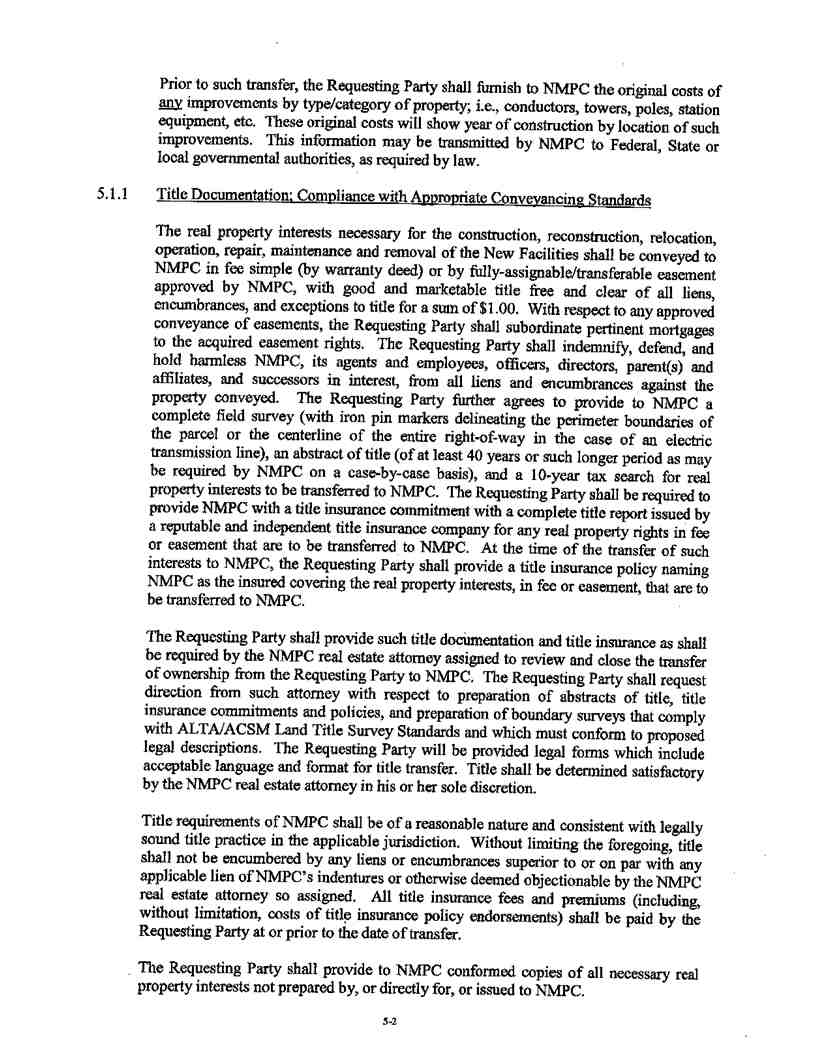 Prior to such transfer, the Requesting Party shall furnish to NMPC the original costs of
any improvements by type/category of property; i.e., conductors, towers, poles, station
equipment, etc. These original costs will show year of construction by location of such
improvements. This information may be transmitted by NMPC to Federal, State or
local governmental authorities, as required by law.
5.1.1 Title Documentation; Compliance with Appropriate Conveyancing Standards
The real property interests necessary for the construction, reconstruction, relocation,
operation, repair, maintenance and removal of the New Facilities shall be conveyed to
NMPC in fee simple (by warranty deed) or by fully-assignable/transferable easement
approved by NMPC, with good and marketable title free and clear of all liens,
encumbrances, and exceptions to title for a sum of $1.00. With respect to any approved
conveyance of easements, the Requesting Party shall subordinate pertinent mortgages
to the acquired easement rights. The Requesting Party shall indemnify, defend, and
hold harmless NMPC, its agents and employees, officers, directors, parent(s) and
affiliates, and successors in interest, from all liens and encumbrances against the
property conveyed. The Requesting Party further agrees to provide to NMPC a
complete field survey (with iron pin markers delineating the perimeter boundaries of
the parcel or the centerline of the entire right-of-way in the case of an electric
transmission line), an abstract of title (of at least 40 years or such longer period as may
be required by NMPC on a case-by-case basis), and a 10-year tax search for real
property interests to be transferred to NMPC. The Requesting Party shall be required to
provide NMPC with a title insurance commitment with a complete title report issued by
a reputable and independent title insurance company for any real property rights in fee
or easement that are to be transferred to NMPC. At the time of the transfer of such
interests to NMPC, the Requesting Party shall provide a title insurance policy naming
NMPC as the insured covering the real property interests, in fee or easement, that are to
be transferred to NMPC.
The Requesting Party shall provide such title documentation and title insurance as shall
be required by the NMPC real estate attorney assigned to review and close the transfer
of ownership from the Requesting Party to NMPC. The Requesting Party shall request
direction from such attorney with respect to preparation of abstracts of title, title
insurance commitments and policies, and preparation of boundary surveys that comply
with ALTA/ACSM Land Title Survey Standards and which must conform to proposed
legal descriptions. The Requesting Party will be provided legal forms which include
acceptable language and format for title transfer. Title shall be determined satisfactory
by the NMPC real estate attorney in his or her sole discretion.
Title requirements of NMPC shall be of a reasonable nature and consistent with legally
sound title practice in the applicable jurisdiction. Without limiting the foregoing, title
shall not be encumbered by any liens or encumbrances superior to or on par with any
applicable lien of NMPC's indentures or otherwise deemed objectionable by the NMPC
real estate attorney so assigned. All title insurance fees and premiums (including,
without limitation, costs of title insurance policy endorsements) shall be paid by the
Requesting Party at or prior to the date of transfer.
The Requesting Party shall provide to NMPC conformed copies of all necessary real
property interests not prepared by, or directly for, or issued to NMPC.
5-2